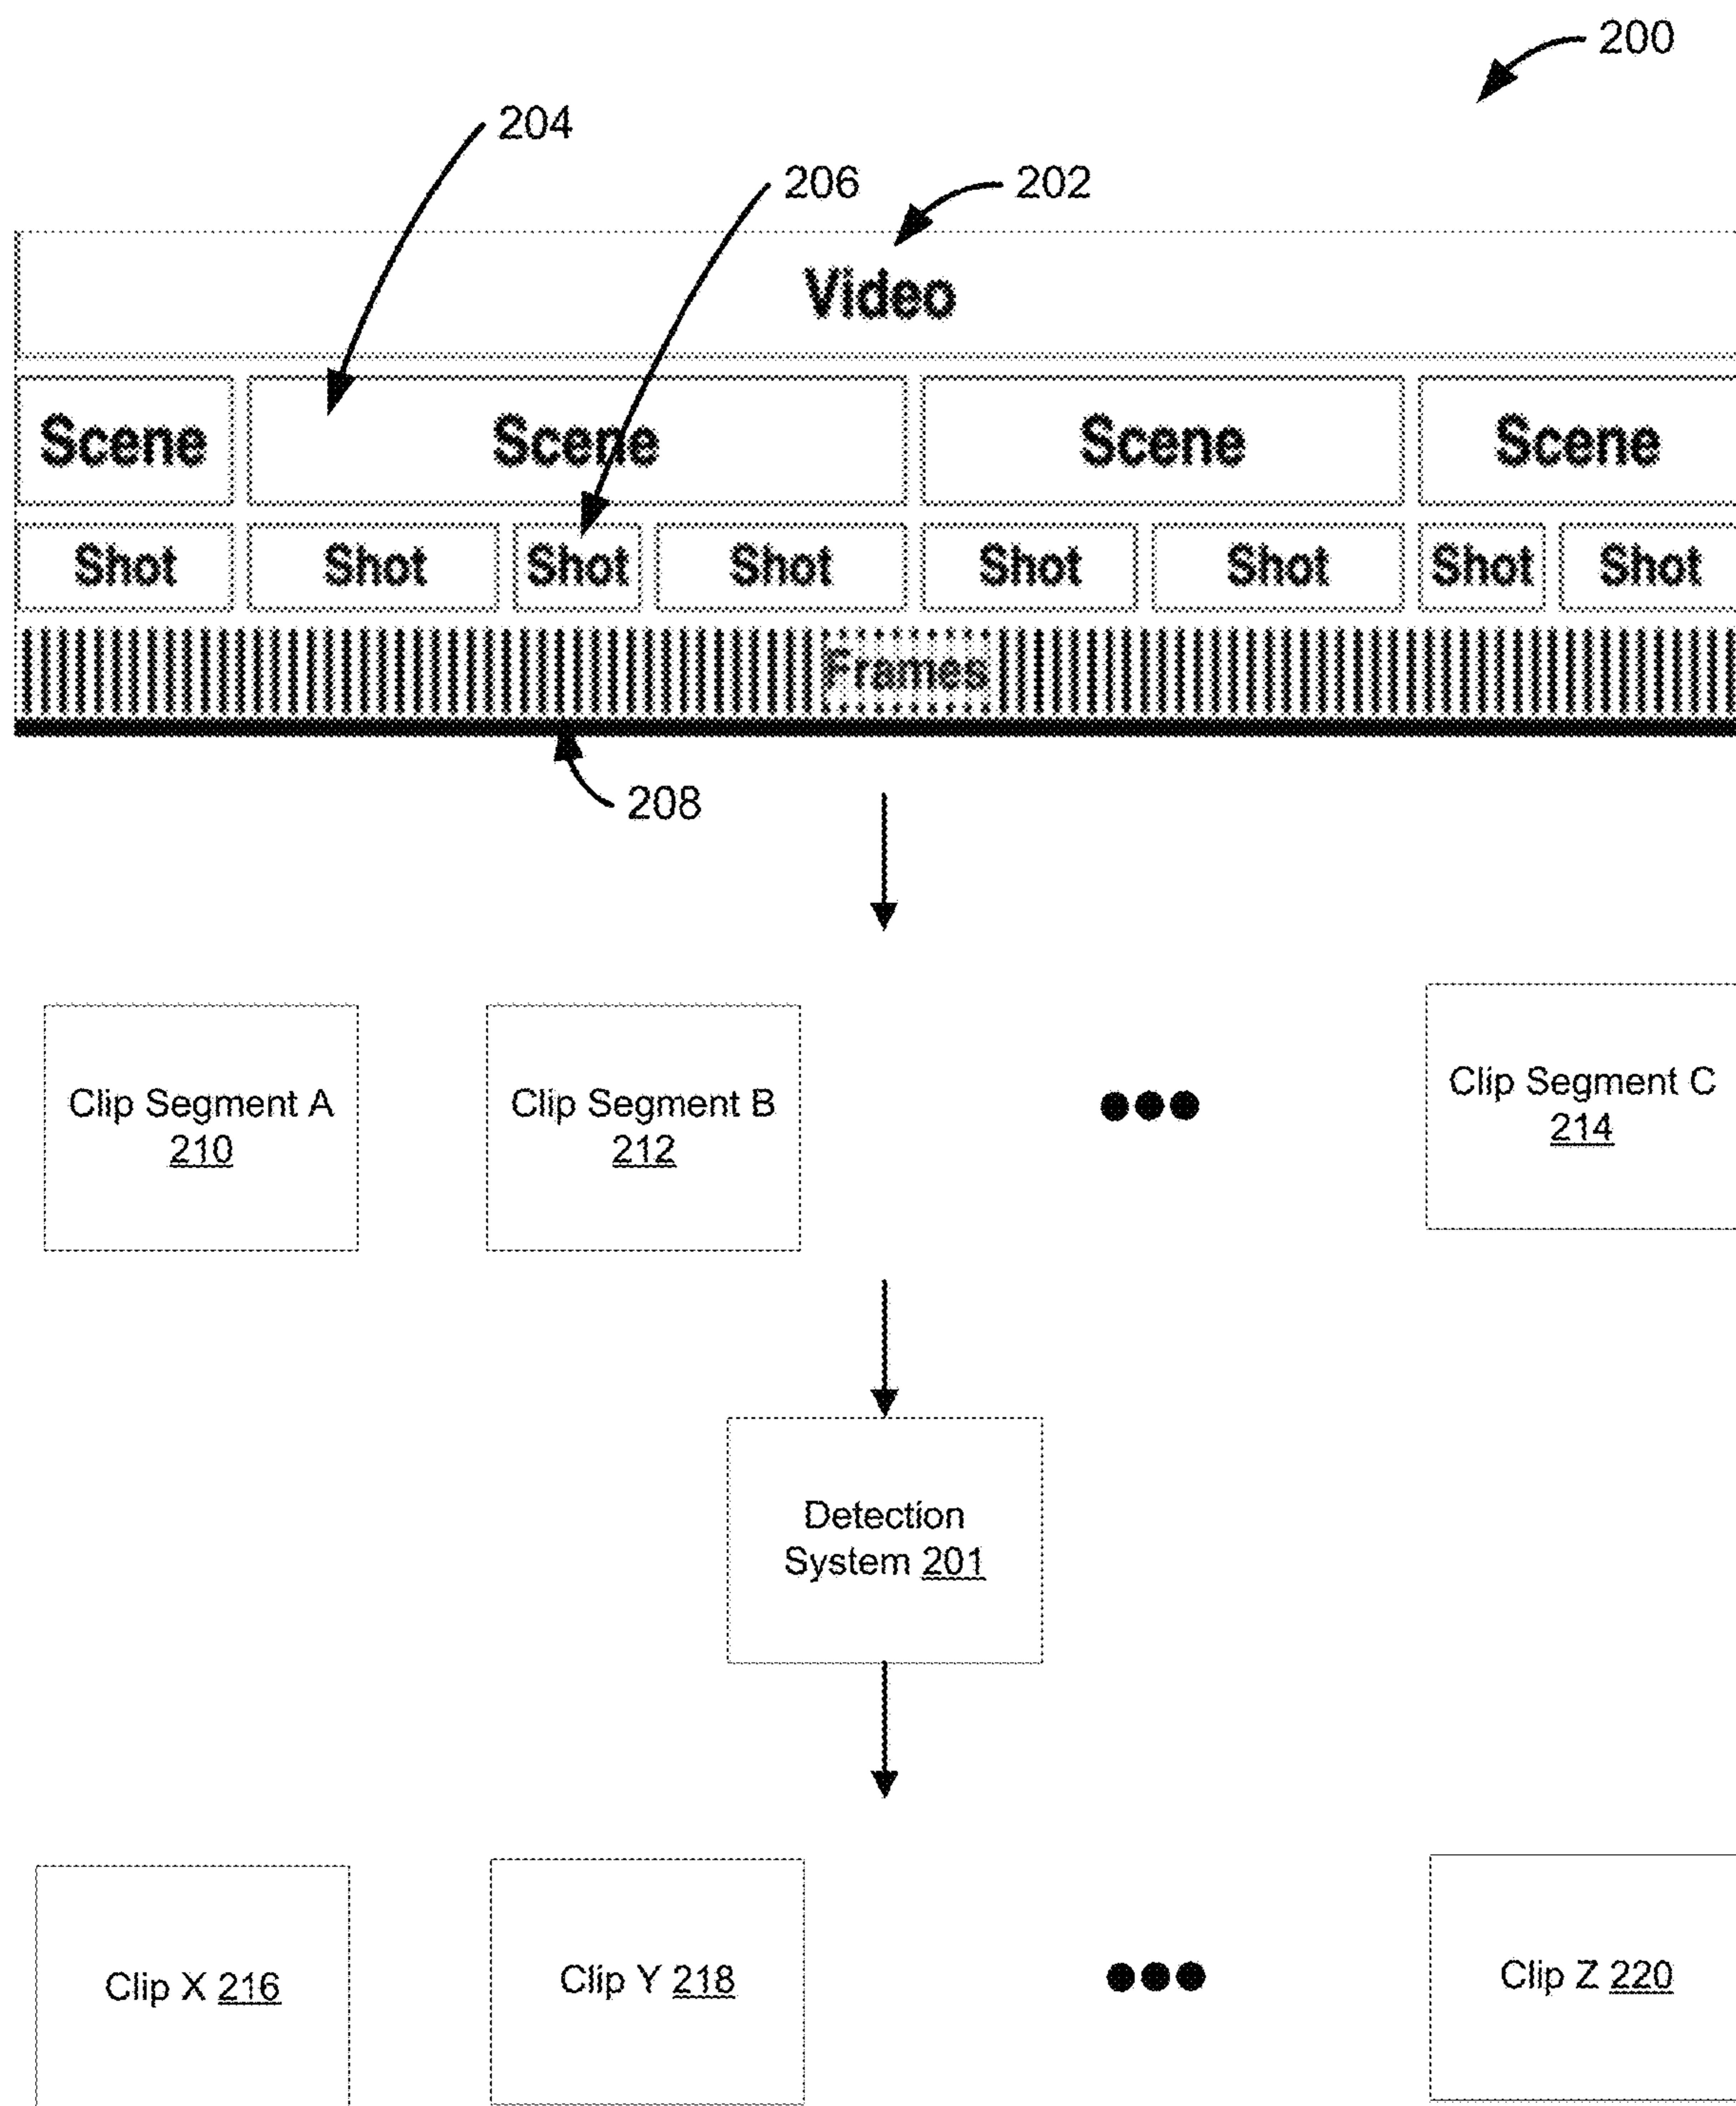 200
204
206
202
Video
Scene Scene Scene Scene
Shot Shot Shot Shot Shot Shot Shot Shot
Frames
208
Clip Segment A
210
Clip Segment B
212
Clip Segment C
214
Detection
System 201
Clip X 216
Clip Y 218
Clip Z 220